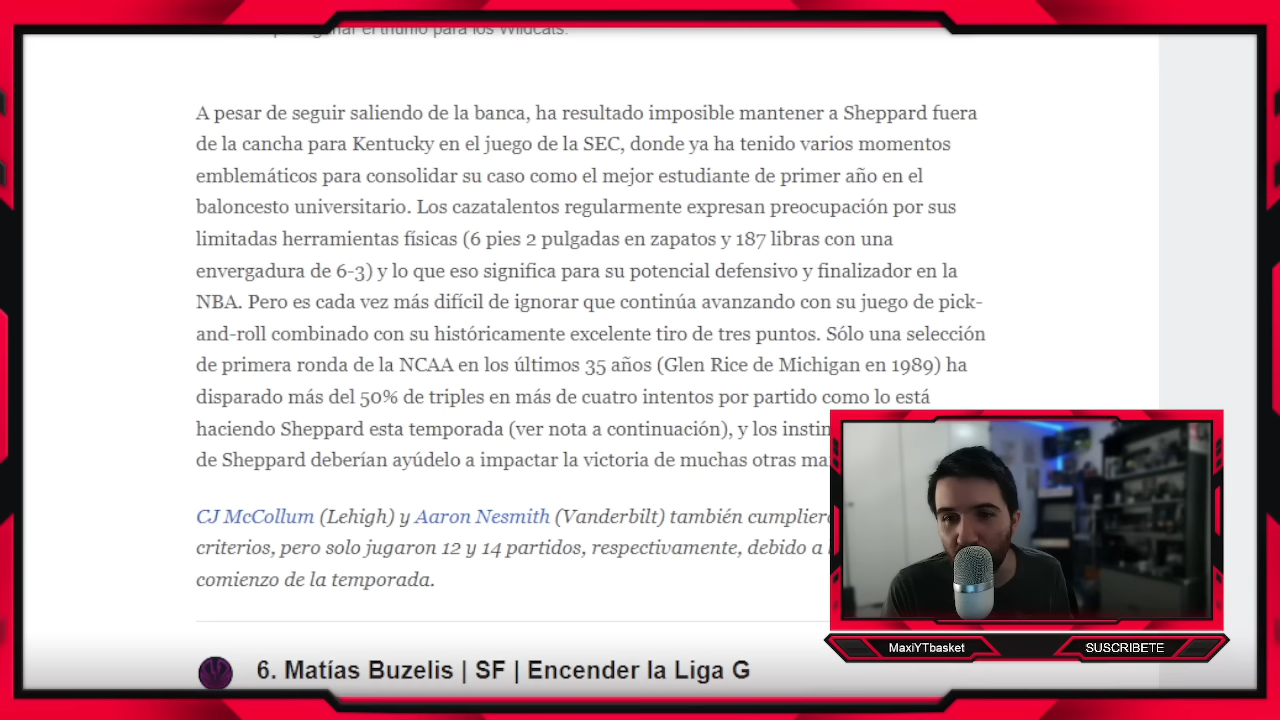 el triunfo para los Wildcats.
A pesar de seguir saliendo de la banca, ha resultado imposible mantener a Sheppard fuera
de la cancha para Kentucky en el juego de la SEC, donde ya ha tenido varios momentos
emblemáticos para consolidar su caso como el mejor estudiante de primer año en el
baloncesto universitario. Los cazatalentos regularmente expresan preocupación por sus
limitadas herramientas físicas (6 pies 2 pulgadas en zapatos y 187 libras con una
envergadura de 6-3) y lo que eso significa para su potencial defensivo y finalizador en la
NBA. Pero es cada vez más difícil de ignorar que continúa avanzando con su juego de pick-
and-roll combinado con su históricamente excelente tiro de tres puntos. Sólo una selección
de primera ronda de la NCAA en los últimos 35 años (Glen Rice de Michigan en 1989) ha
disparado más del 50% de triples en más de cuatro intentos por partido como lo está
haciendo Sheppard esta temporada (ver nota a continuación), y los
de Sheppard deberían ayúdelo a impactar la victoria de muchas otras
CJ McCollum (Lehigh) y Aaron Nesmith (Vanderbilt) también
criterios, pero solo jugaron 12 y 14 partidos, respectivamente, debido a
comienzo de la temporada.
6. Matías Buzelis | SF | Encender la Liga G
MaxiYTbasket
SUSCRIBETE